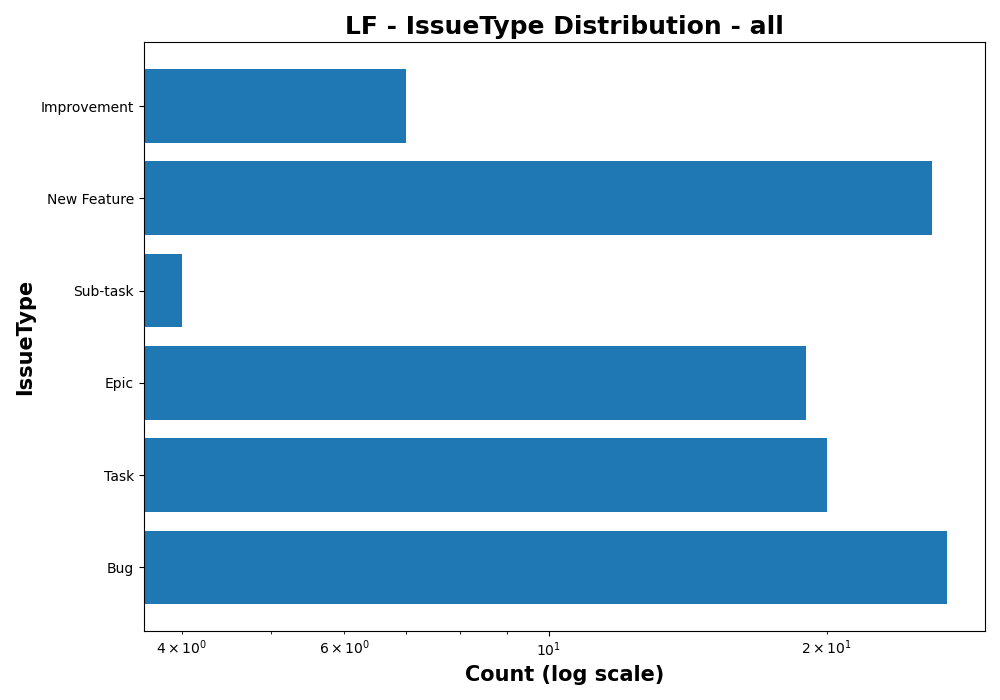 LF - IssueType Distribution - all
IssueType
Improvement
New Feature
Sub-task
Epic
Task
Bug
4 × 10⁰ 6 × 10⁰ 10¹ 2 × 10¹
Count (log scale)